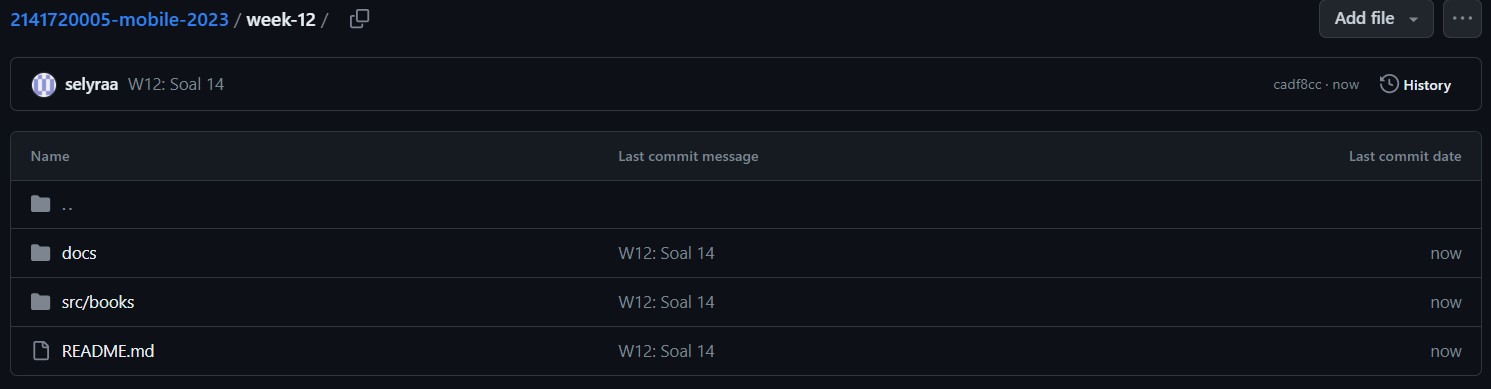 2141720005-mobile-2023 / week-12 /
Add file
selyraa W12: Soal 14
cadf8cc · now
History
Name Last commit message Last commit date
..
docs W12: Soal 14 now
src/books W12: Soal 14 now
README.md W12: Soal 14 now